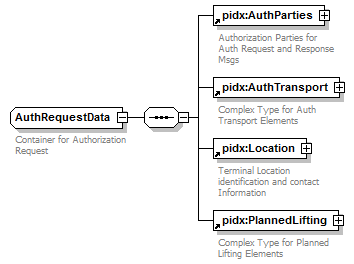 pidx:AuthParties
Authorization Parties for
Auth Request and Response
Msgs
pidx:AuthTransport
Complex Type for Auth
Transport Elements
AuthRequestData
Container for Authorization
Request
pidx:Location
Terminal Location
identification and contact
Information
pidx:PlannedLifting
Complex Type for Planned
Lifting Elements